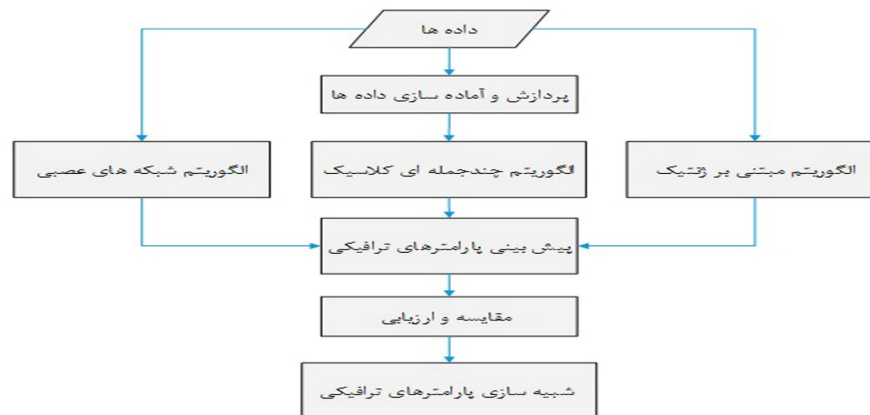 داده ها
پردازش و آماده سازی داده ها
الگوریتم مبتنی بر ژنتیک
الگوریتم چندجمله ای کلاسیک
الگوریتم شبکه های عصبی
پیش بینی پارامترهای ترافیکی
مقایسه و ارزیابی
شبیه سازی پارامترهای ترافیکی